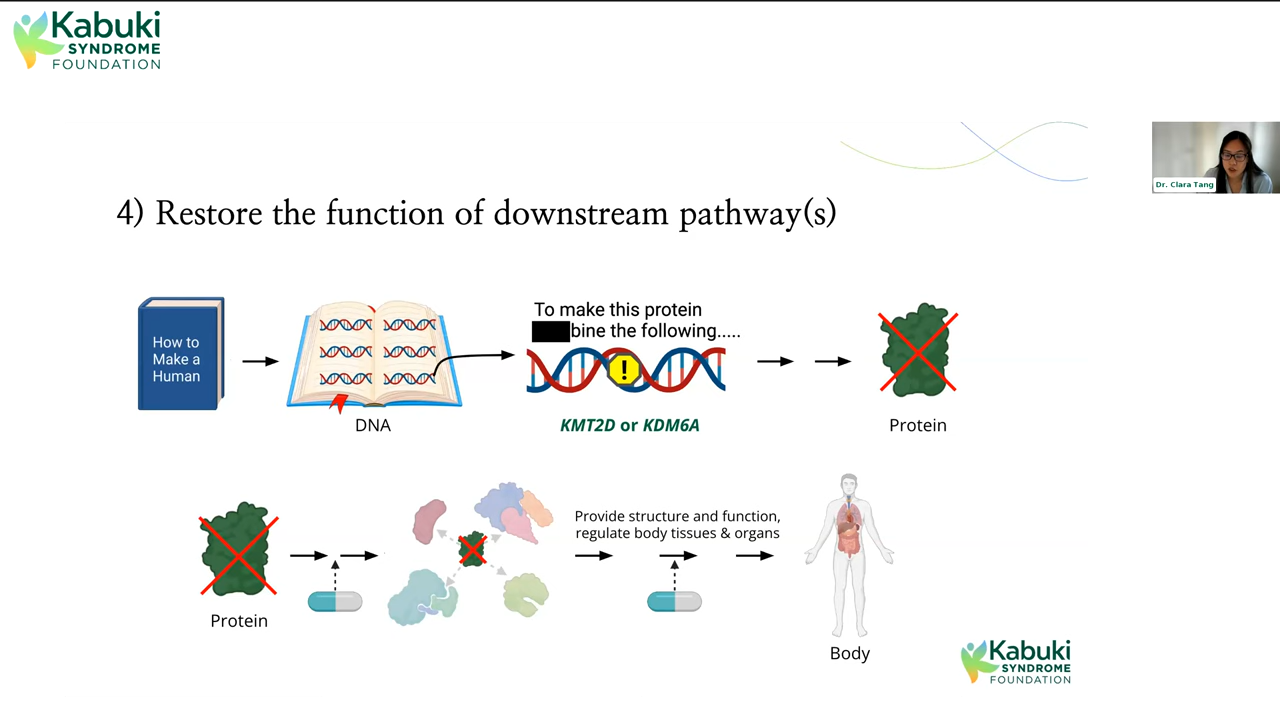 Kabuki
SYNDROME
FOUNDATION
Dr. Clara Tang
4) Restore the function of downstream pathway(s)
How to
Make a
Human
DNA
To make this protein
bine the following.....
!
KMT2D or KDM6A
Protein
Protein
Provide structure and function,
regulate body tissues & organs
Body
Kabuki
SYNDROME
FOUNDATION